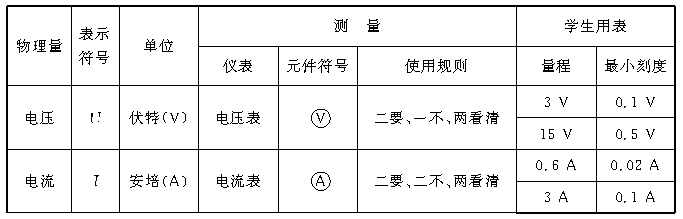 物理量 表示符号 单位 测 量 学生用表
仪表 元件符号 使用规则 量程 最小刻度
电压 U 伏特(V) 电压表 V 二要、一不、两看清 3 V 0.1 V
15 V 0.5 V
电流 I 安培(A) 电流表 A 二要、二不、两看清 0.6 A 0.02 A
3 A 0.1 A